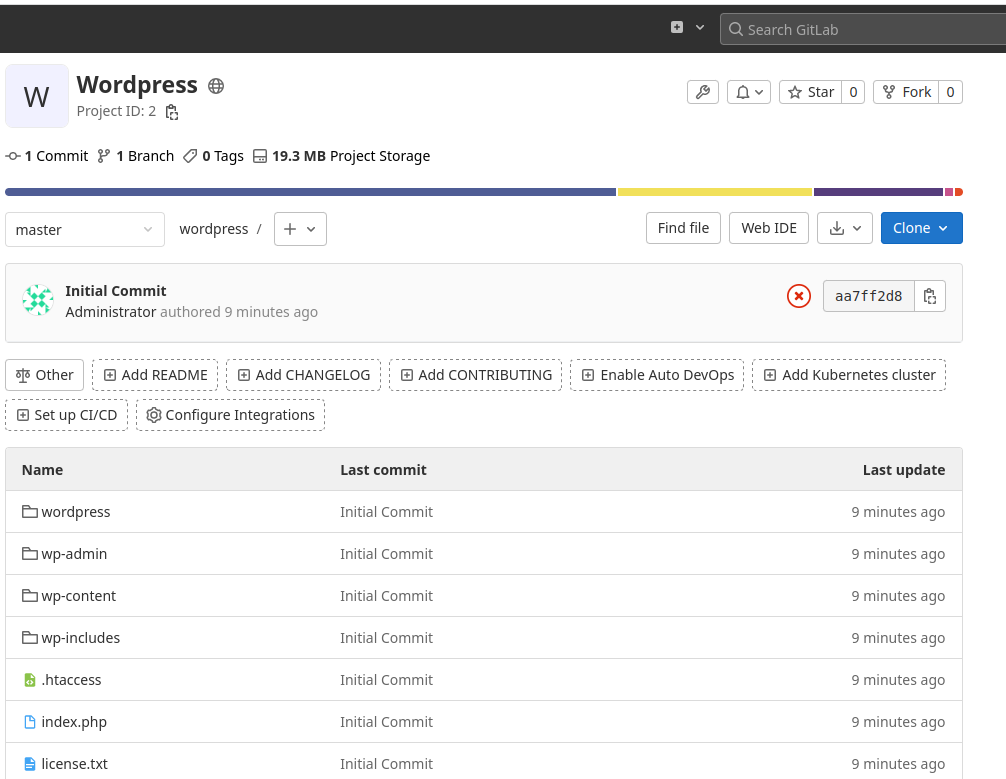 Search GitLab
W
Wordpress
Project ID: 2
Star 0 Fork 0
1 Commit 1 Branch 0 Tags 19.3 MB Project Storage
master wordpress / Find file Web IDE Clone
Initial Commit
aa7ff2d8
Administrator authored 9 minutes ago
Other Add README Add CHANGELOG Add CONTRIBUTING Enable Auto DevOps Add Kubernetes cluster
Set up CI/CD Configure Integrations
Name Last commit Last update
wordpress Initial Commit 9 minutes ago
wp-admin Initial Commit 9 minutes ago
wp-content Initial Commit 9 minutes ago
wp-includes Initial Commit 9 minutes ago
.htaccess Initial Commit 9 minutes ago
index.php Initial Commit 9 minutes ago
license.txt Initial Commit 9 minutes ago